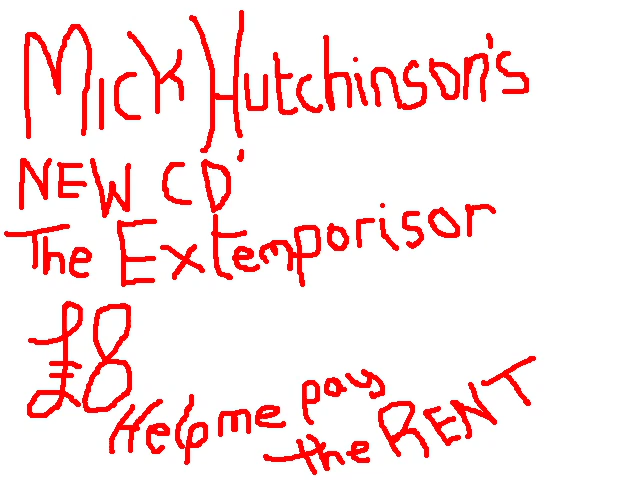 Mick Hutchinson's
NEW CD'
The Extemporisor
£8
Help me pay
the RENT